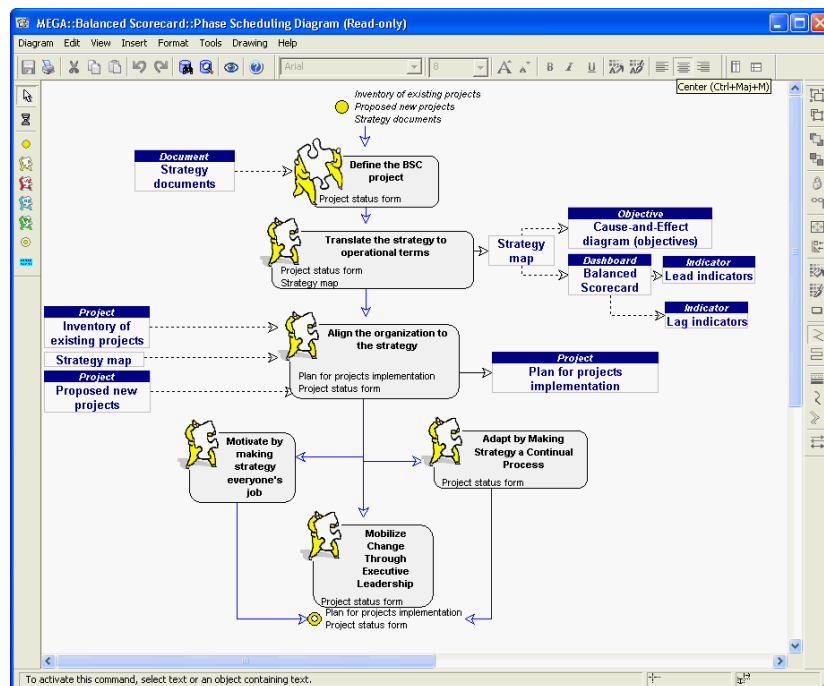 MEGA::Balanced Scorecard::Phase Scheduling Diagram (Read-only)
Diagram Edit View Insert Format Tools Drawing Help
Arial 8 A A B I U
Center (Ctrl+Maj+M)
Inventory of existing projects
Proposed new projects
Strategy documents
Document
Strategy
documents
Define the BSC
project
Project status form
Translate the strategy to
operational terms
Project status form
Strategy map
Strategy
map
Objective
Cause-and-Effect
diagram (objectives)
Dashboard
Balanced
Scorecard
Indicator
Lead indicators
Indicator
Lag indicators
Project
Inventory of
existing projects
Strategy map
Project
Proposed new
projects
Align the organization to
the strategy
Plan for projects implementation
Project status form
Project
Plan for projects
implementation
Motivate by
making
strategy
everyone's
job
Adapt by Making
Strategy a Continual
Process
Project status form
Mobilize
Change
Through
Executive
Leadership
Project status form
Plan for projects implementation
Project status form
To activate this command, select text or an object containing text.